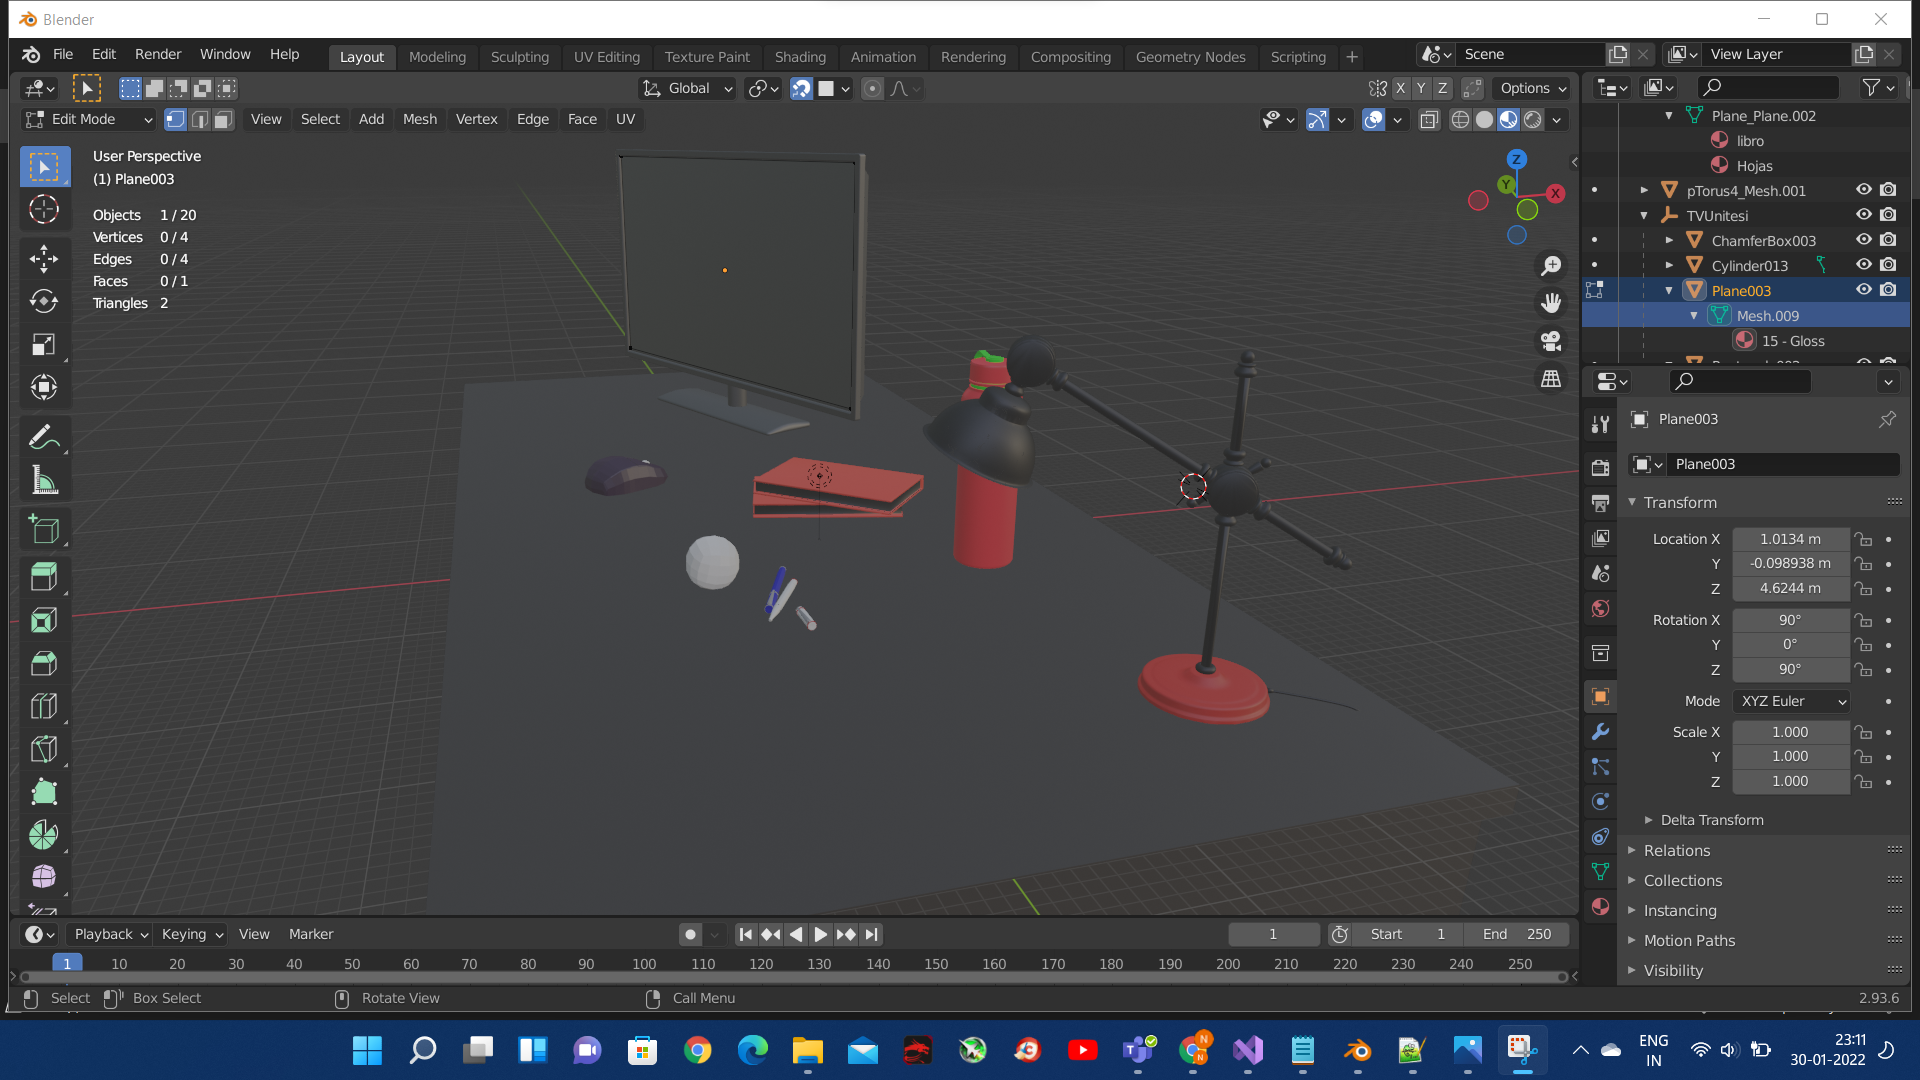 Blender
File Edit Render Window Help Layout Modeling Sculpting UV Editing Texture Paint Shading Animation Rendering Compositing Geometry Nodes Scripting + Scene View Layer
Global X Y Z Options
Edit Mode View Select Add Mesh Vertex Edge Face UV
User Perspective
(1) Plane003
Objects 1 / 20
Vertices 0 / 4
Edges 0 / 4
Faces 0 / 1
Triangles 2
Z
Y
X
Plane_Plane.002
libro
Hojas
pTorus4_Mesh.001
TVUnitesi
ChamferBox003
Cylinder013
Plane003
Mesh.009
15 - Gloss
Plane003
Plane003
Transform
Location X 1.0134 m
Y -0.098938 m
Z 4.6244 m
Rotation X 90°
Y 0°
Z 90°
Mode XYZ Euler
Scale X 1.000
Y 1.000
Z 1.000
Delta Transform
Relations
Collections
Instancing
Motion Paths
Visibility
Playback Keying View Marker 1 Start 1 End 250
1 10 20 30 40 50 60 70 80 90 100 110 120 130 140 150 160 170 180 190 200 210 220 230 240 250
Select Box Select Rotate View Call Menu 2.93.6
ENG
IN
23:11
30-01-2022